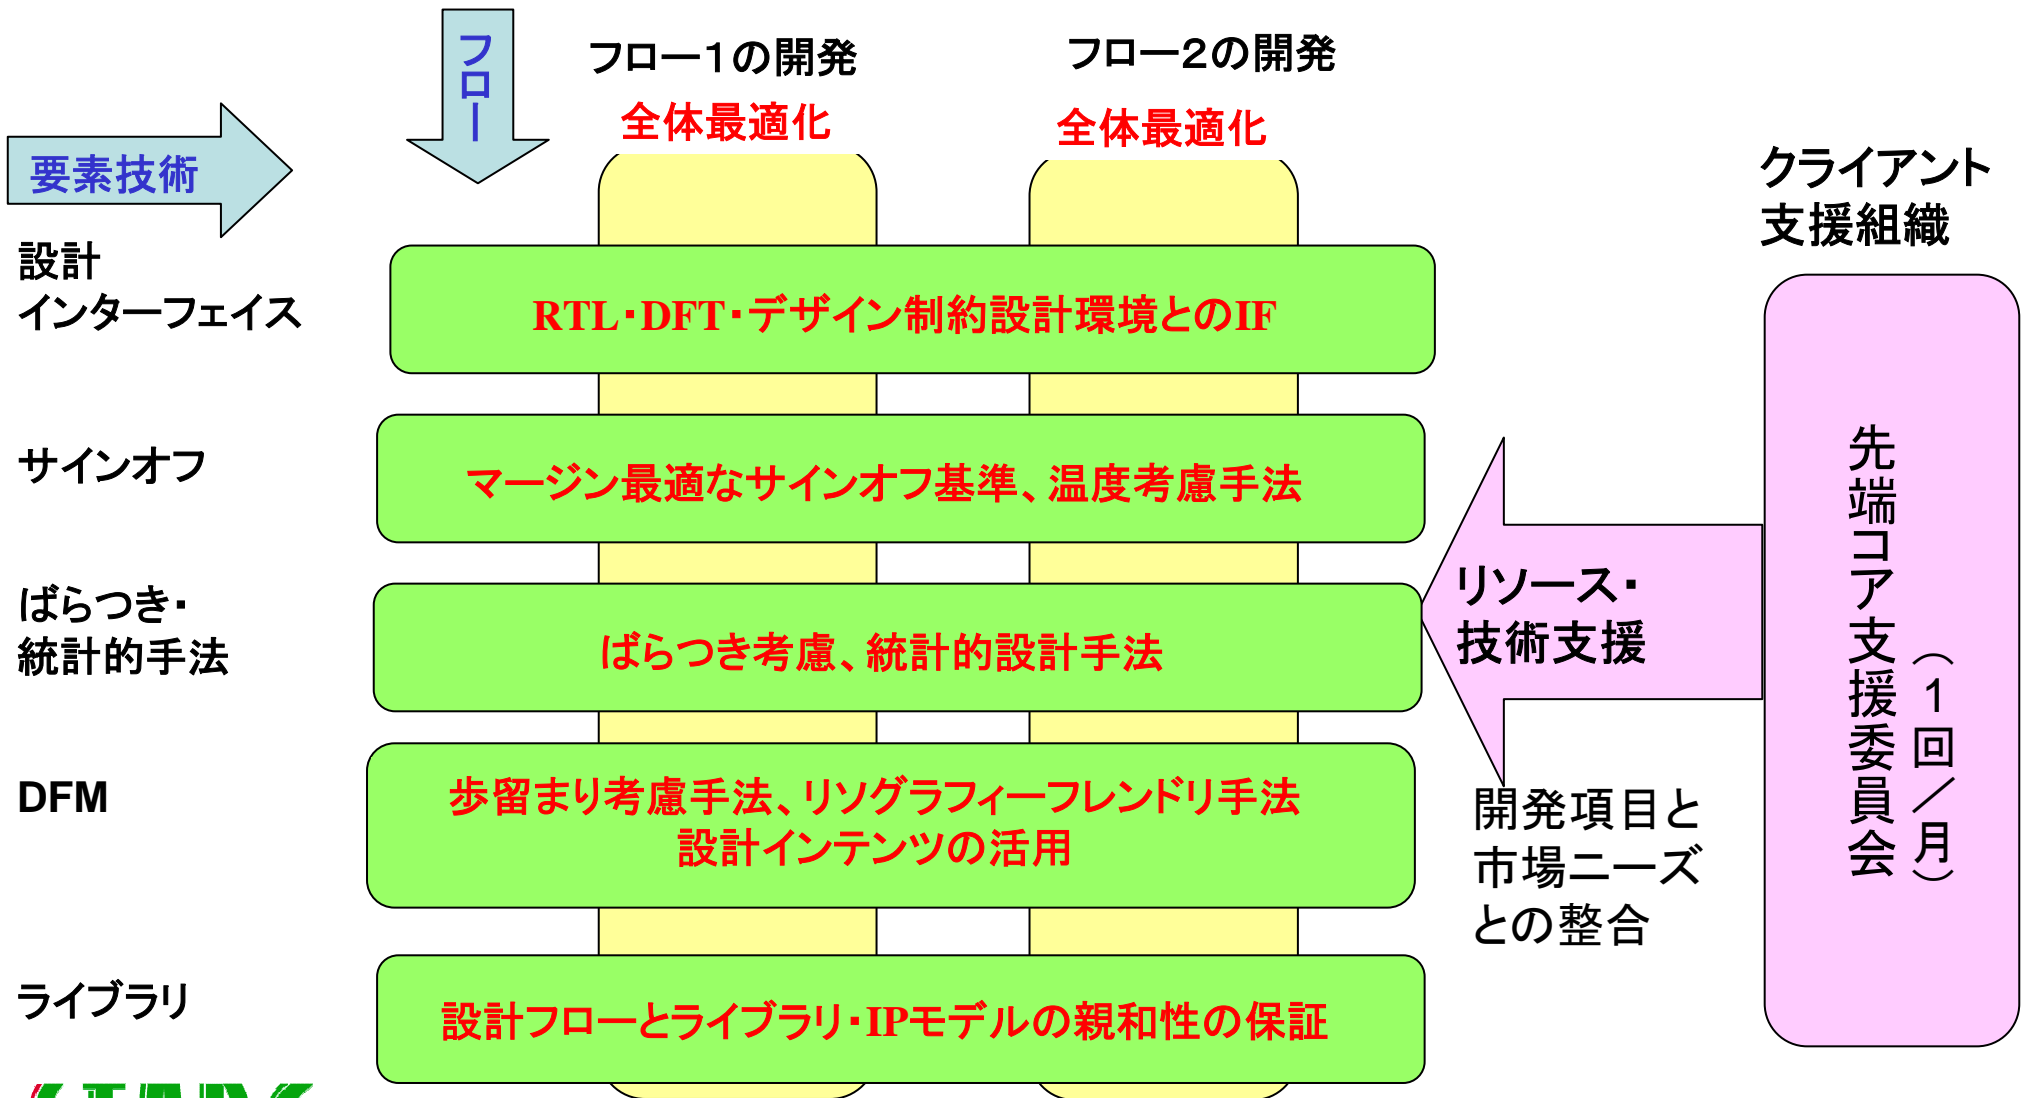 フロー
フロー1の開発
フロー2の開発
全体最適化
全体最適化
要素技術
クライアント
支援組織
設計
インターフェイス
RTL・DFT・デザイン制約設計環境とのIF
サインオフ
マージン最適なサインオフ基準、温度考慮手法
ばらつき・
統計的手法
ばらつき考慮、統計的設計手法
リソース・
技術支援
先端コア支援委員会
（1回／月）
DFM
歩留まり考慮手法、リソグラフィーフレンドリ手法
設計インテンツの活用
開発項目と
市場ニーズ
との整合
ライブラリ
設計フローとライブラリ・IPモデルの親和性の保証